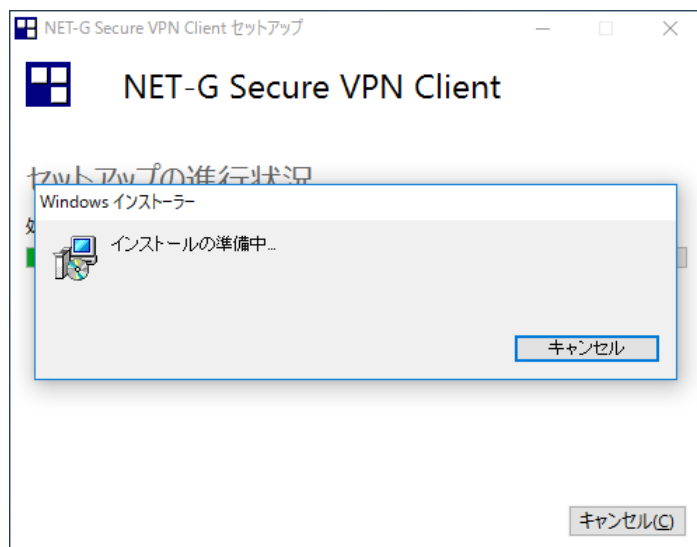 NET-G Secure VPN Client セットアップ
NET-G Secure VPN Client
セットアップの進行状況
Windows インストーラー
インストールの準備中...
キャンセル
キャンセル(C)